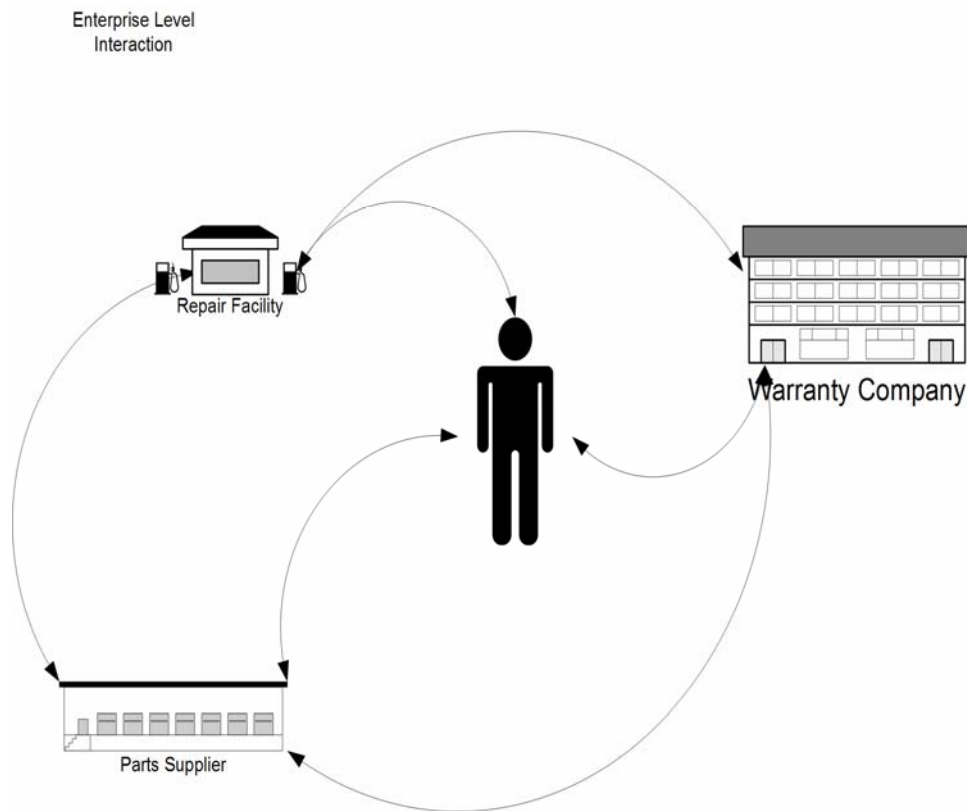 Enterprise Level
Interaction
Repair Facility
Warranty Company
Parts Supplier